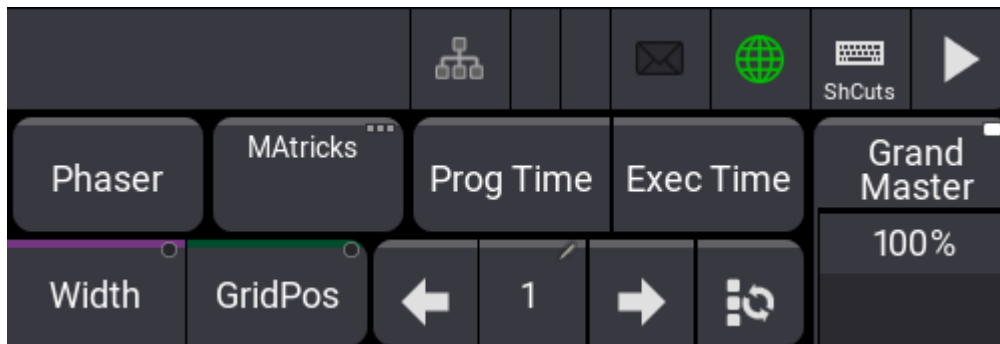 ShCuts
Phaser
MAtricks
Prog Time
Exec Time
Grand
Master
100%
Width
GridPos
1